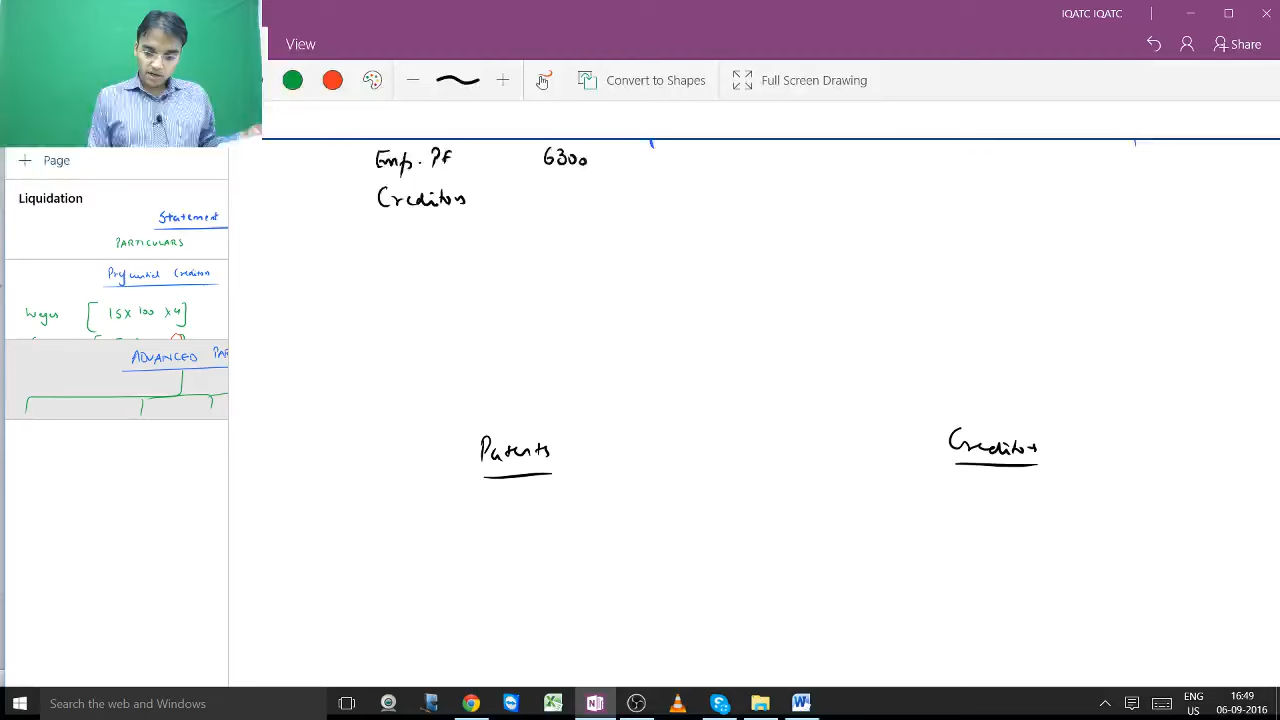 IQATC IQATC
View
Share
Convert to Shapes
Full Screen Drawing
Page
Emp. PF 6300
Creditors
Liquidation
Statement
PARTICULARS
Preferential Creditors
Wages [15 x 100 x 4]
ADVANCED
Patents
Creditors
Search the web and Windows
ENG
US
16:49
06-09-2016